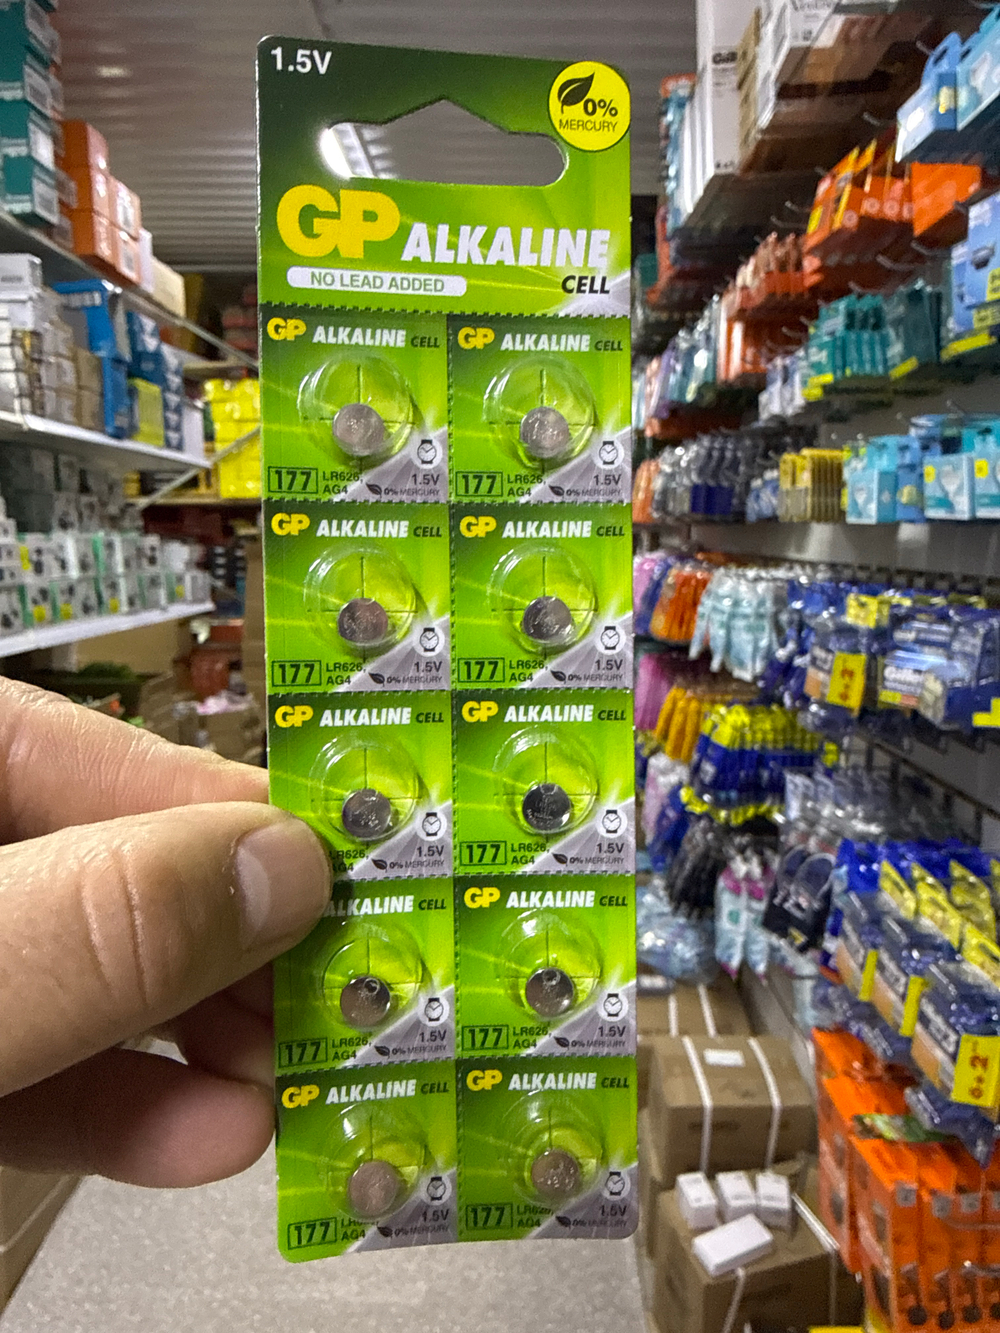 1.5V
0%
MERCURY
GP ALKALINE
NO LEAD ADDED
CELL
GP ALKALINE CELL
177 LR626, 1.5V
AG4 0% MERCURY
GP ALKALINE CELL
177 LR626, 1.5V
AG4 0% MERCURY
GP ALKALINE CELL
177 LR626, 1.5V
AG4 0% MERCURY
GP ALKALINE CELL
177 LR626, 1.5V
AG4 0% MERCURY
GP ALKALINE CELL
LR626, 1.5V
AG4 0% MERCURY
GP ALKALINE CELL
177 LR626, 1.5V
AG4 0% MERCURY
ALKALINE CELL
177 LR626, 1.5V
AG4 0% MERCURY
GP ALKALINE CELL
177 LR626, 1.5V
AG4 0% MERCURY
GP ALKALINE CELL
177 1.5V
AG4 0% MERCURY
GP ALKALINE CELL
177 LR626, 1.5V
AG4 0% MERCURY